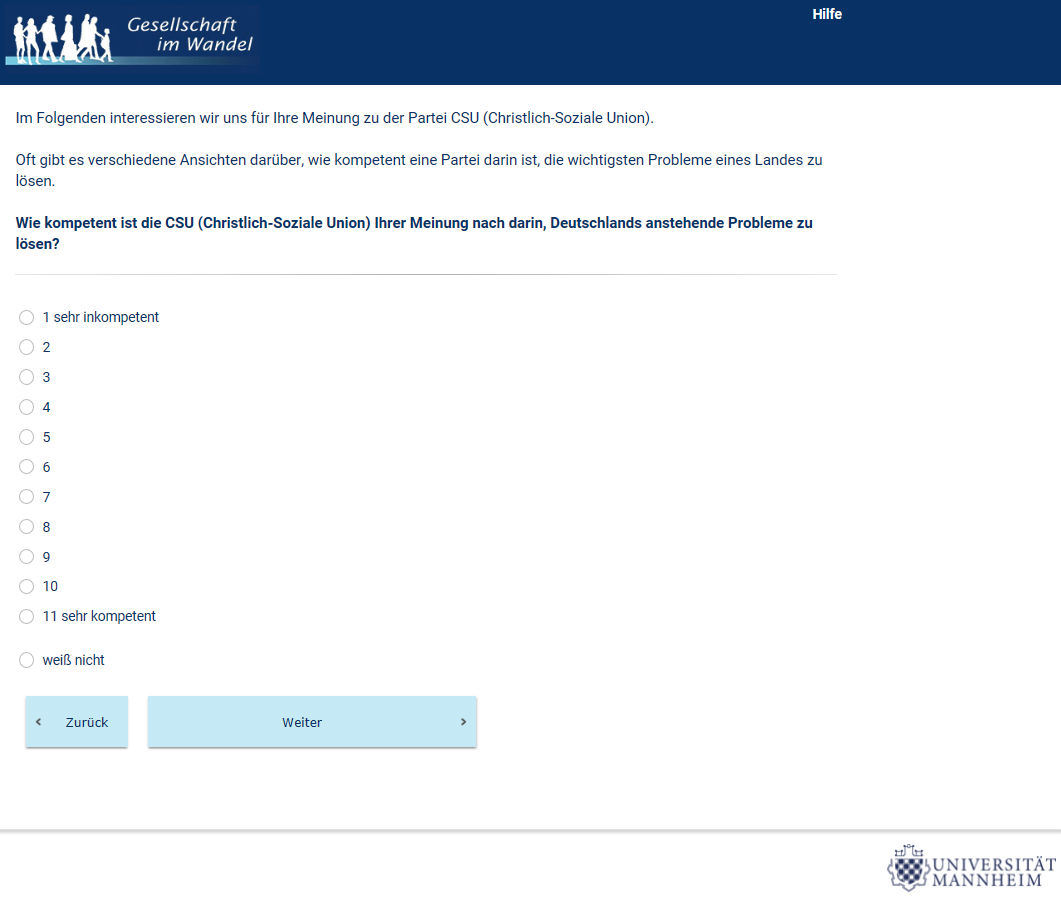 Gesellschaft
im Wandel
Hilfe
Im Folgenden interessieren wir uns für Ihre Meinung zu der Partei CSU (Christlich-Soziale Union).
Oft gibt es verschiedene Ansichten darüber, wie kompetent eine Partei darin ist, die wichtigsten Probleme eines Landes zu
lösen.
Wie kompetent ist die CSU (Christlich-Soziale Union) Ihrer Meinung nach darin, Deutschlands anstehende Probleme zu
lösen?
1 sehr inkompetent
2
3
4
5
6
7
8
9
10
11 sehr kompetent
weiß nicht
Zurück
Weiter
UNIVERSITÄT
MANNHEIM